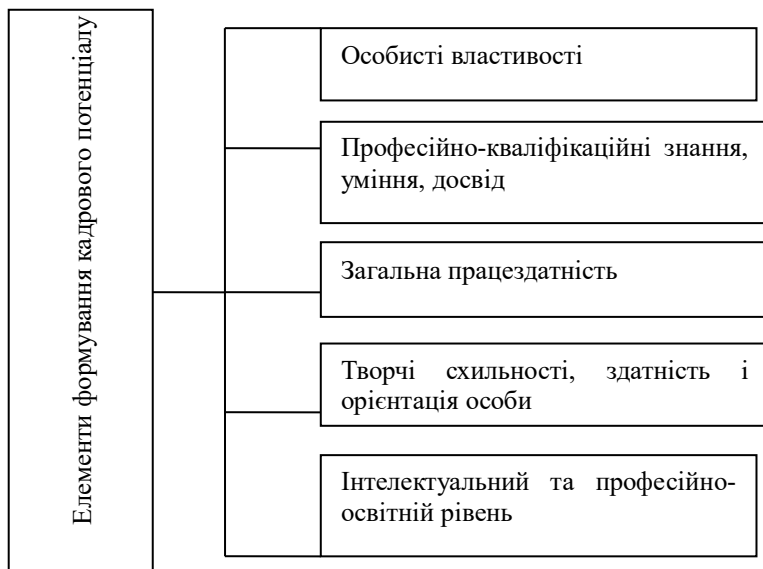 Елементи формування кадрового потенціалу
Особисті властивості
Професійно-кваліфікаційні знання,
уміння, досвід
Загальна працездатність
Творчі схильності, здатність і
орієнтація особи
Інтелектуальний та професійно-
освітній рівень